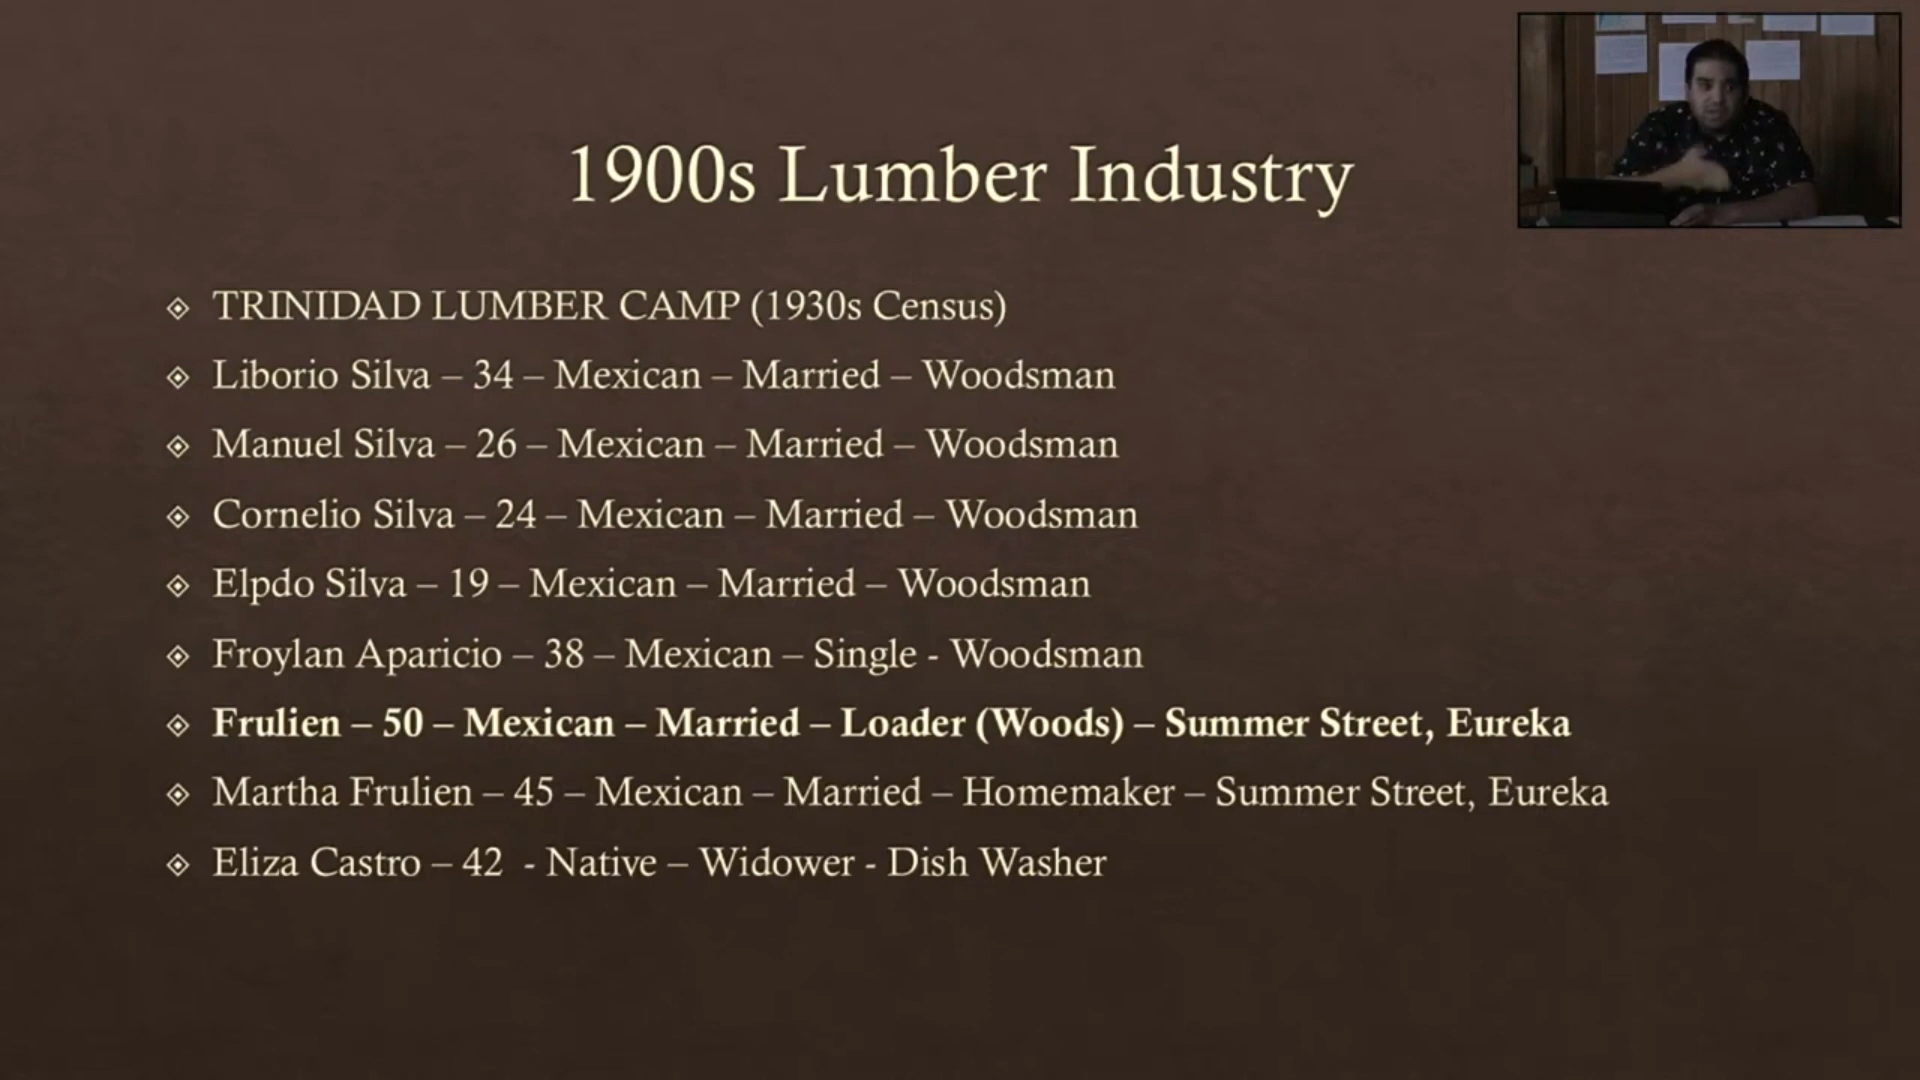 1900s Lumber Industry
TRINIDAD LUMBER CAMP (1930s Census)
Liborio Silva – 34 – Mexican – Married – Woodsman
Manuel Silva – 26 – Mexican – Married – Woodsman
Cornelio Silva – 24 – Mexican – Married – Woodsman
Elpdo Silva – 19 – Mexican – Married – Woodsman
Froylan Aparicio – 38 – Mexican – Single - Woodsman
Frulien – 50 – Mexican – Married – Loader (Woods) – Summer Street, Eureka
Martha Frulien – 45 – Mexican – Married – Homemaker – Summer Street, Eureka
Eliza Castro – 42  - Native – Widower - Dish Washer